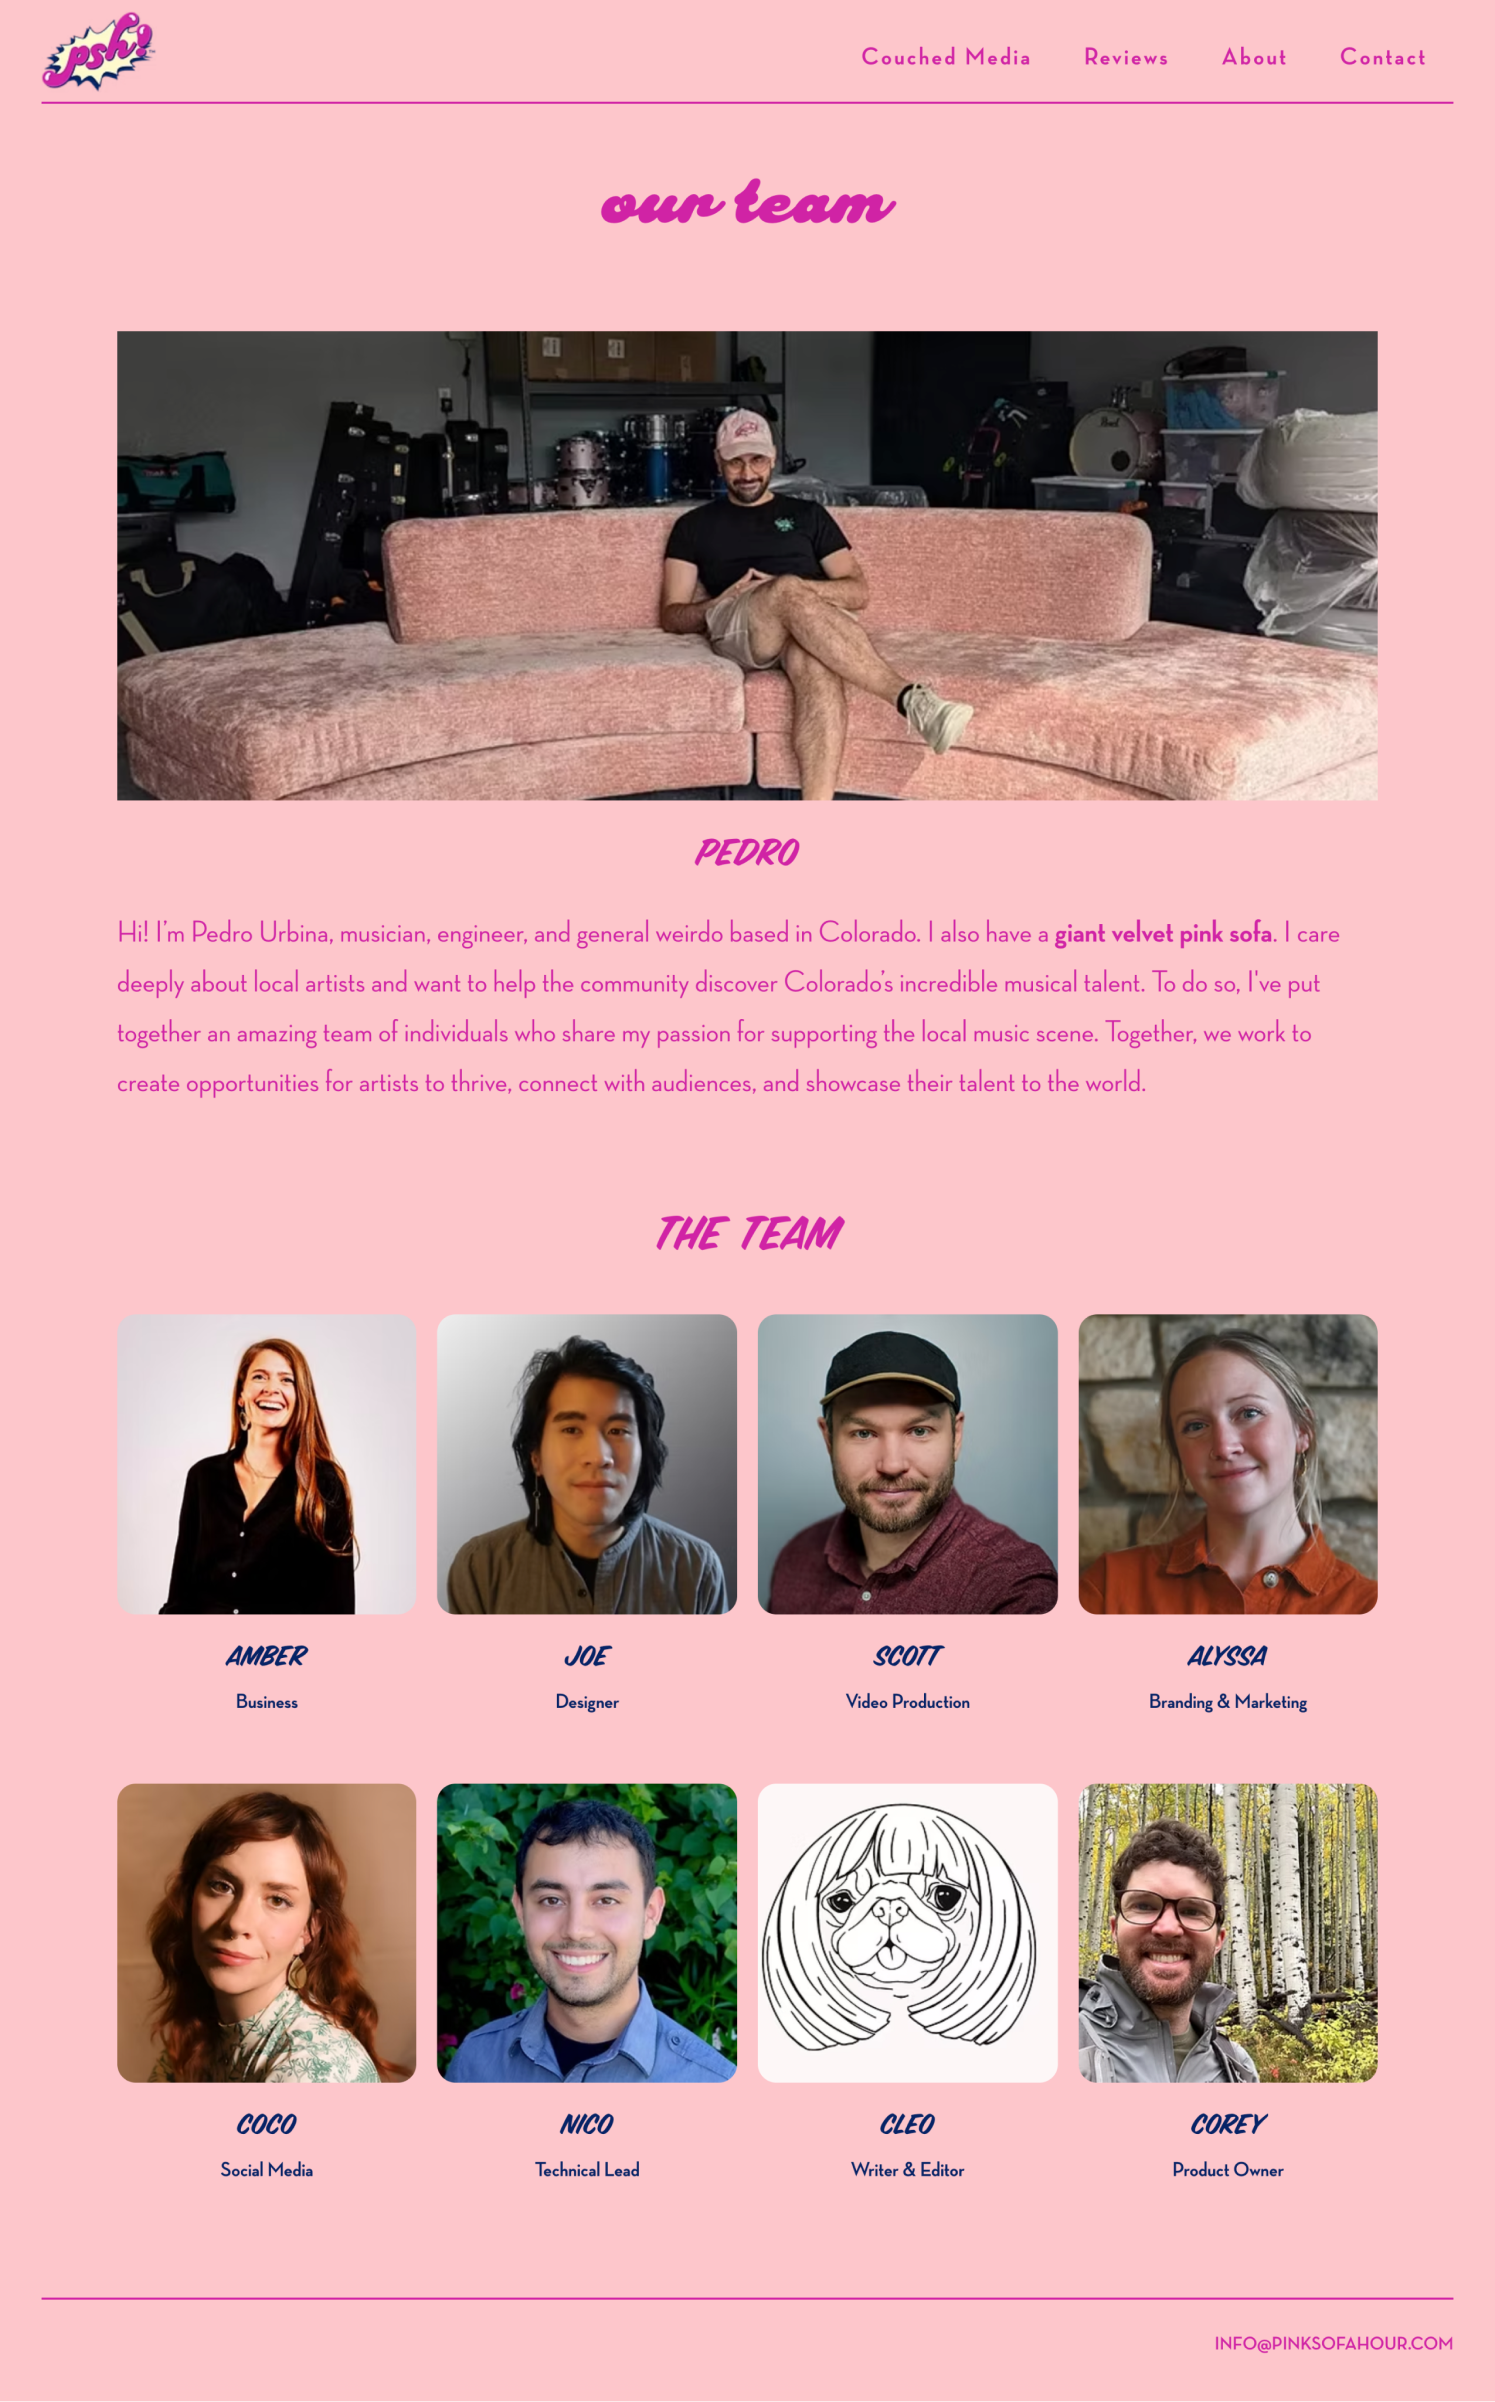 psh!
Couched Media
Reviews
About
Contact
our team
Pearl
PEDRO
Hi! I'm Pedro Urbina, musician, engineer, and general weirdo based in Colorado. I also have a giant velvet pink sofa. I care
deeply about local artists and want to help the community discover Colorado's incredible musical talent. To do so, I've put
together an amazing team of individuals who share my passion for supporting the local music scene. Together, we work to
create opportunities for artists to thrive, connect with audiences, and showcase their talent to the world.
THE TEAM
AMBER
Business
JOE
Designer
SCOTT
Video Production
ALYSSA
Branding & Marketing
COCO
Social Media
NICO
Technical Lead
CLEO
Writer & Editor
COREY
Product Owner
INFO@PINKSOFAHOUR.COM